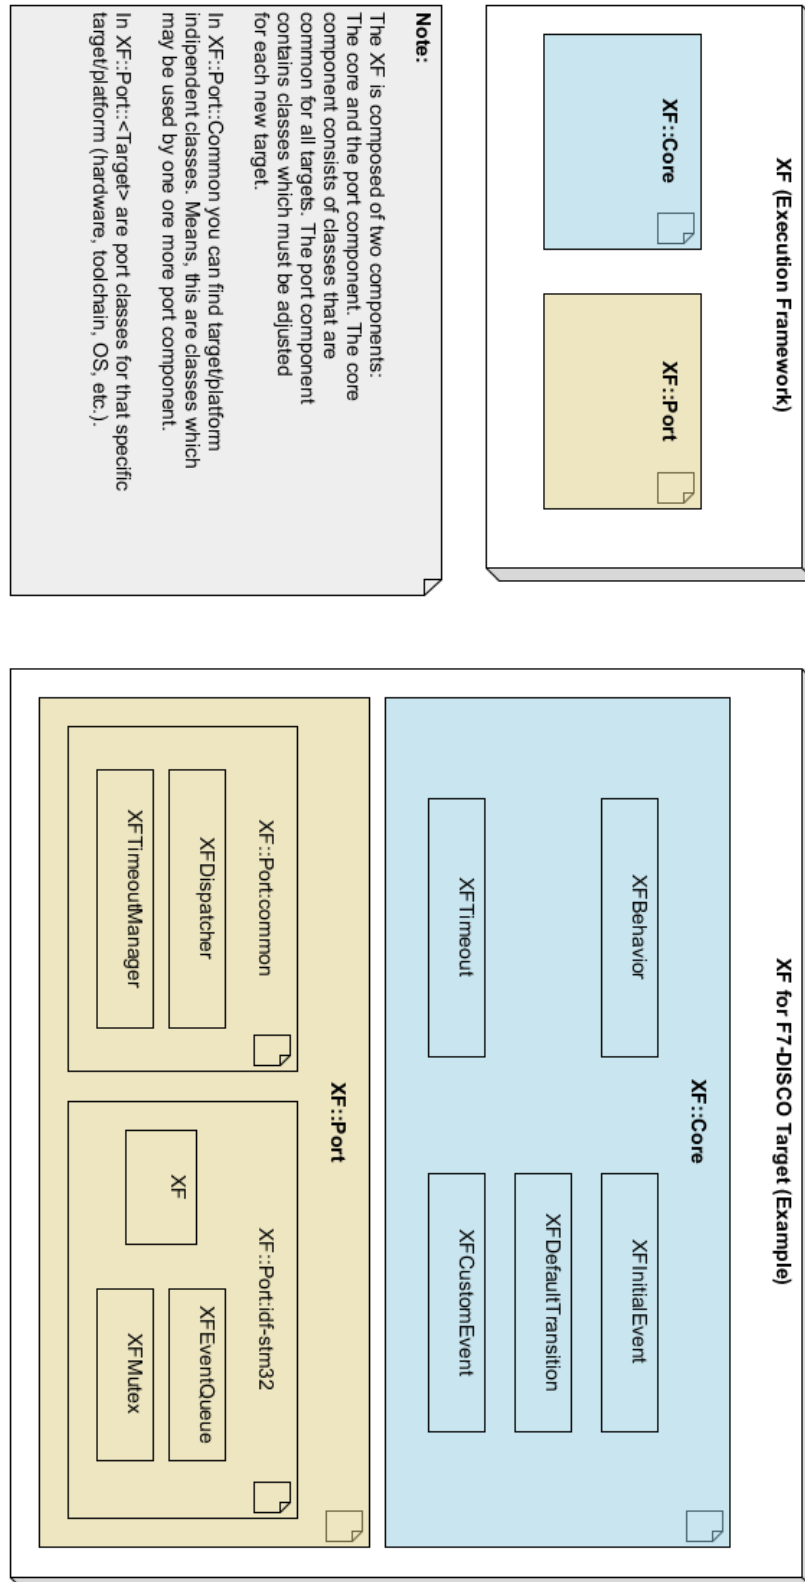 XF (Execution Framework)
XF::Core
XF::Port
Note:
The XF is composed of two components:
The core and the port component. The core
component consists of classes that are
common for all targets. The port component
contains classes which must be adjusted
for each new target.
In XF::Port::Common you can find target/platform
indipendent classes. Means, this are classes which
may be used by one ore more port component.
In XF::Port::<Target> are port classes for that specific
target/platform (hardware, toolchain, OS, etc.).
XF for F7-DISCO Target (Example)
XF::Core
XFBehavior
XFInitialEvent
XFDefaultTransition
XFTimeout
XFCustomEvent
XF::Port
XF::Port:common
XFDispatcher
XFTimeoutManager
XF::Port:idf-stm32
XF
XFEventQueue
XFMutex